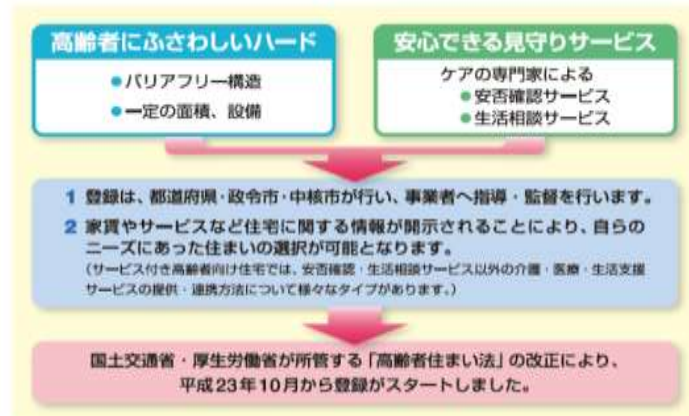 高齢者にふさわしいハード
●バリアフリー構造
●一定の面積、設備
安心できる見守りサービス
ケアの専門家による
●安否確認サービス
●生活相談サービス
1 登録は、都道府県・政令市・中核市が行い、事業者へ指導・監督を行います。
2 家賃やサービスなど住宅に関する情報が開示されることにより、自らの
ニーズにあった住まいの選択が可能となります。
(サービス付き高齢者向け住宅では、安否確認・生活相談サービス以外の介護・医療・生活支援
サービスの提供・連携方法について様々なタイプがあります。)
国土交通省・厚生労働省が所管する「高齢者住まい法」の改正により、
平成23年10月から登録がスタートしました。